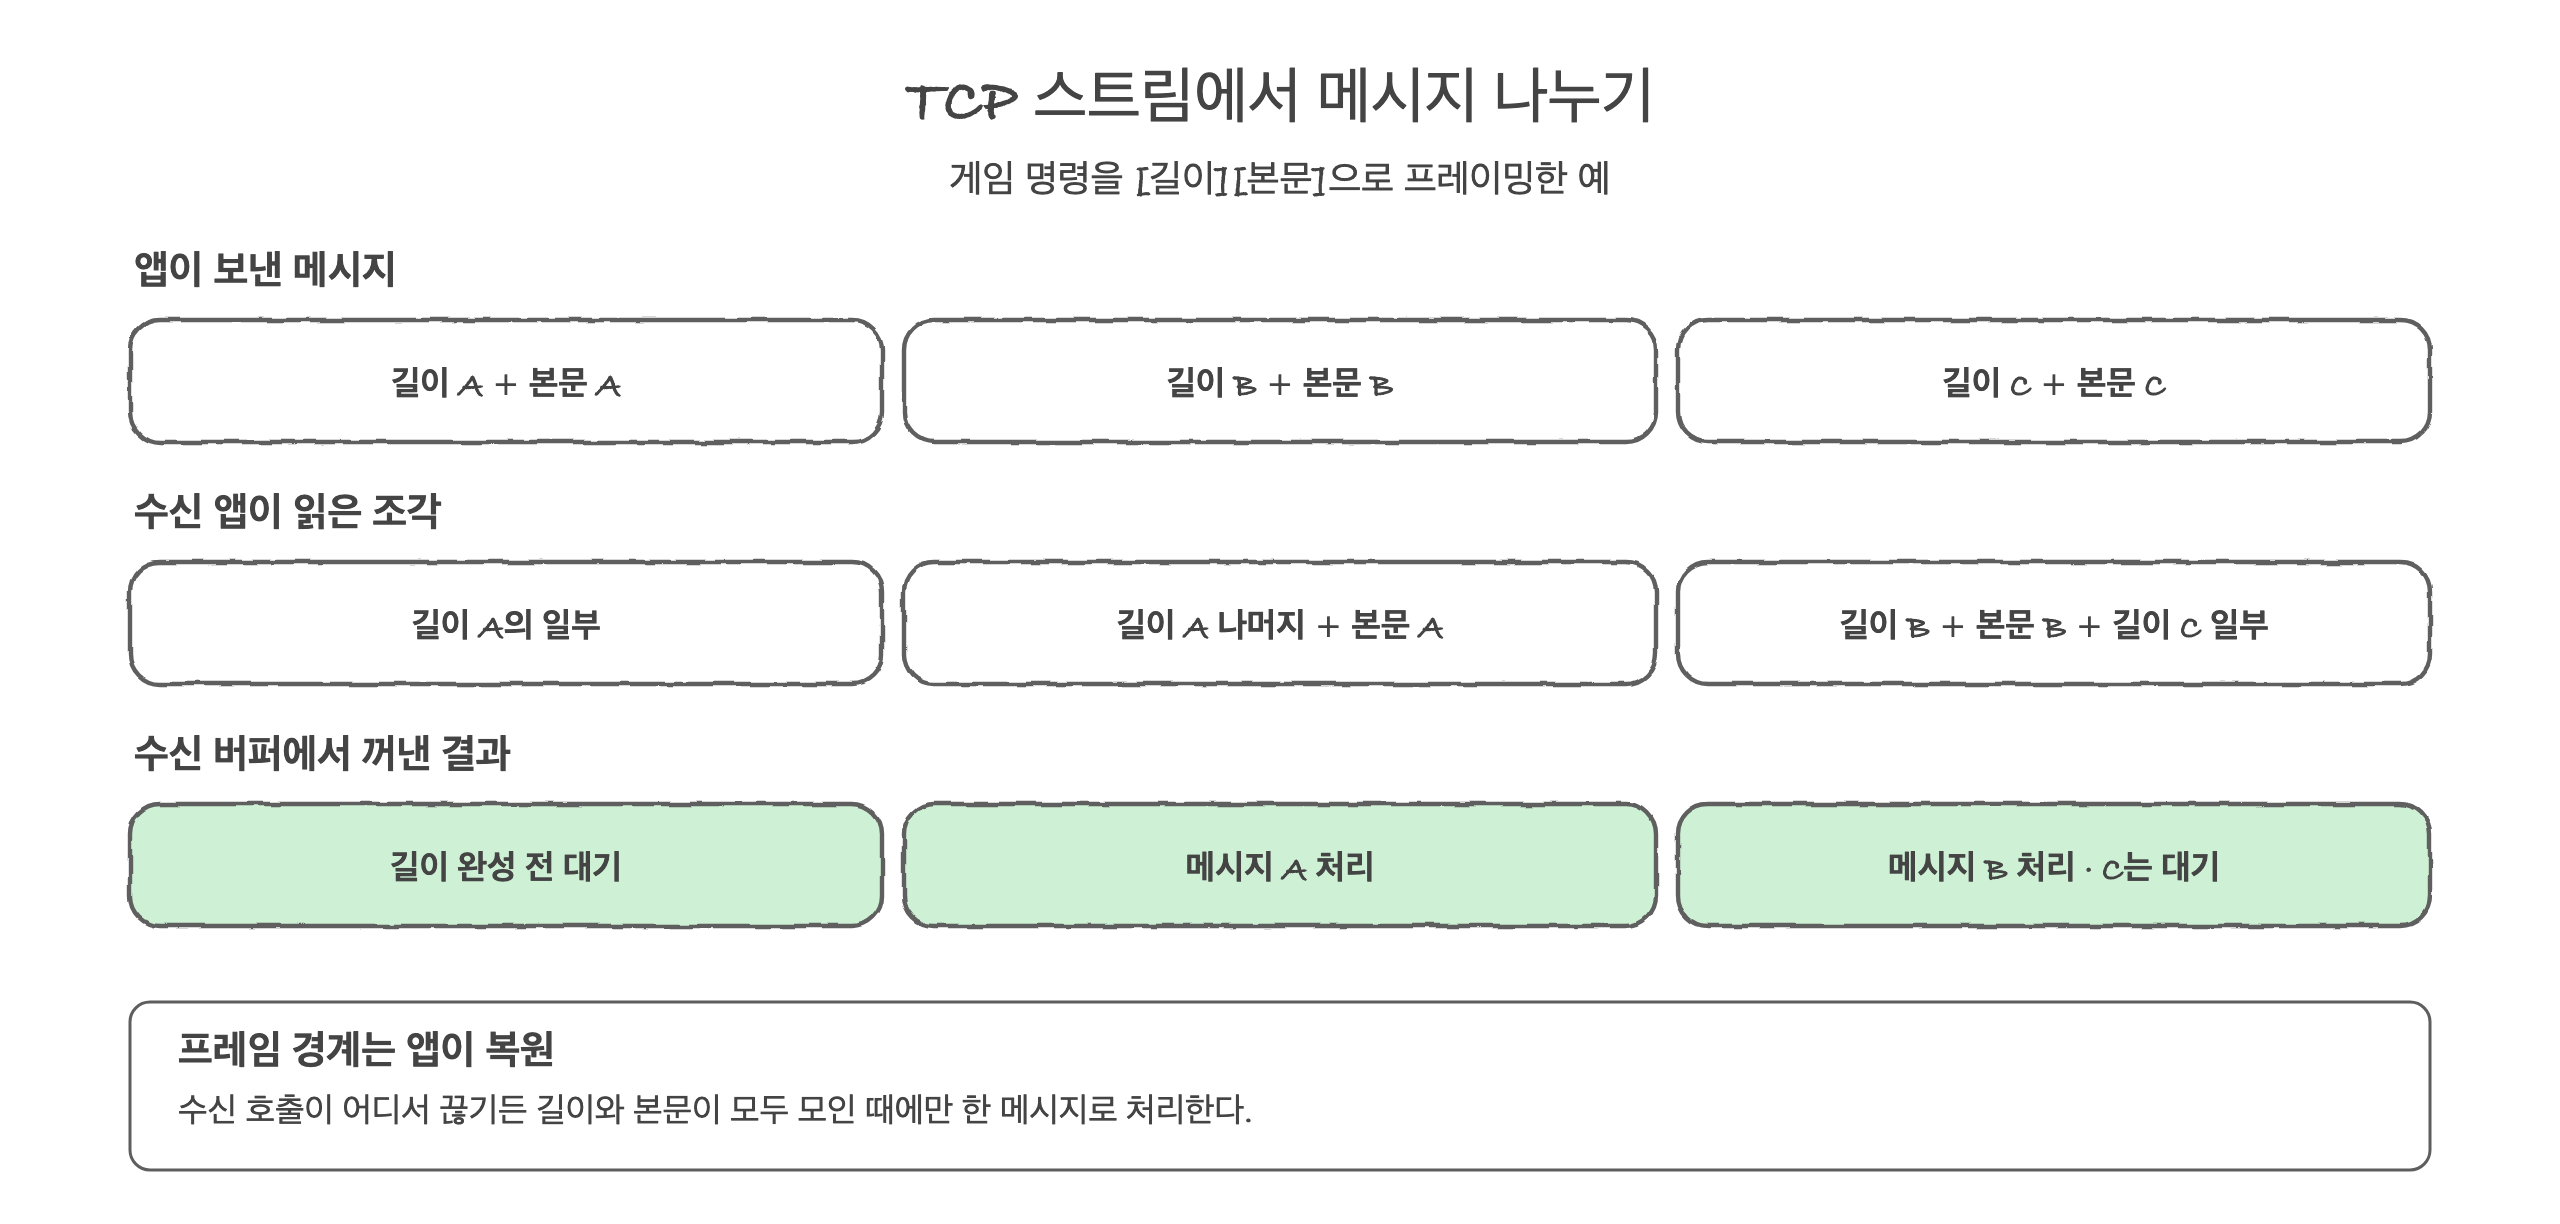 TCP 스트림에서 메시지 나누기
게임 명령을 [길이][본문]으로 프레이밍한 예
앱이 보낸 메시지
길이 A + 본문 A
길이 B + 본문 B
길이 C + 본문 C
수신 앱이 읽은 조각
길이 A의 일부
길이 A 나머지 + 본문 A
길이 B + 본문 B + 길이 C 일부
수신 버퍼에서 꺼낸 결과
길이 완성 전 대기
메시지 A 처리
메시지 B 처리 · C는 대기
프레임 경계는 앱이 복원
수신 호출이 어디서 끊기든 길이와 본문이 모두 모인 때에만 한 메시지로 처리한다.